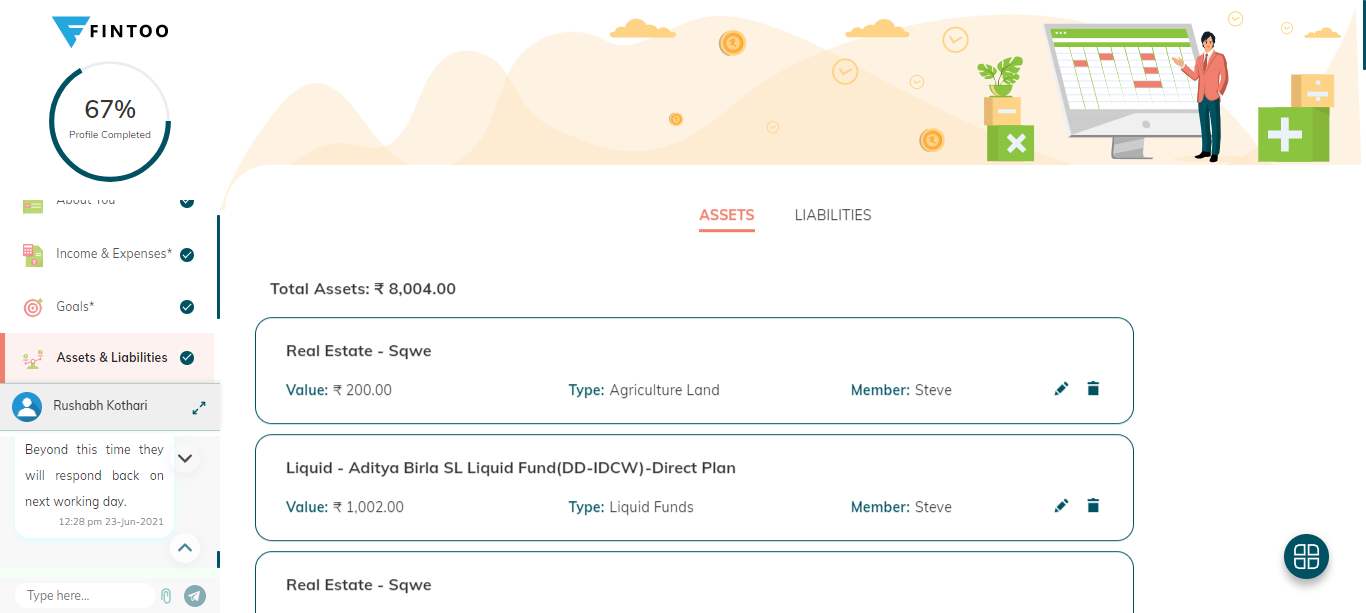 FINTOO
67%
Profile Completed
About You
Income & Expenses*
Goals*
Assets & Liabilities
Rushabh Kothari
Beyond this time they
will respond back on
next working day.
12:28 pm 23-Jun-2021
Type here...
ASSETS LIABILITIES
Total Assets: ₹ 8,004.00
Real Estate - Sqwe
Value: ₹ 200.00 Type: Agriculture Land Member: Steve
Liquid - Aditya Birla SL Liquid Fund(DD-IDCW)-Direct Plan
Value: ₹ 1,002.00 Type: Liquid Funds Member: Steve
Real Estate - Sqwe